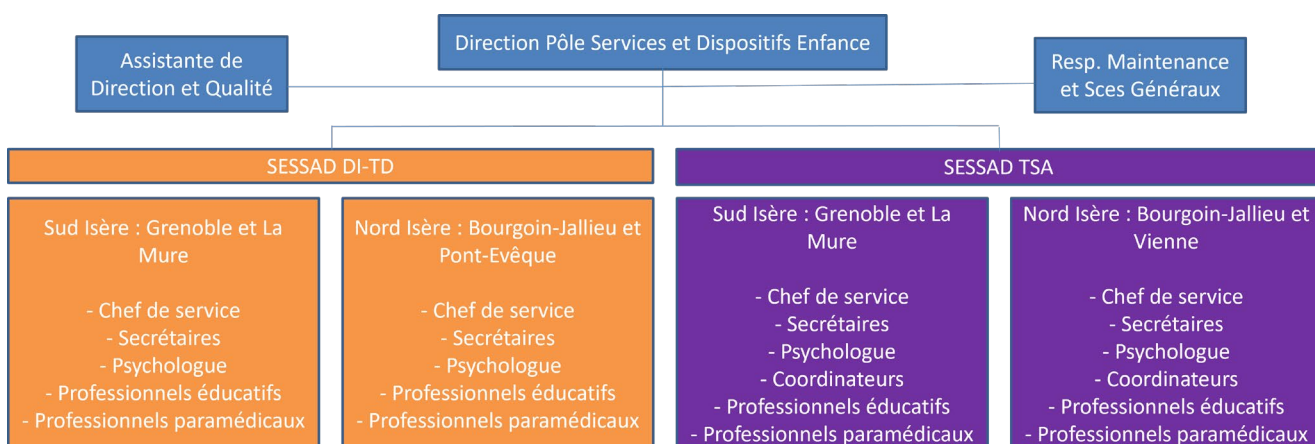 Direction Pôle Services et Dispositifs Enfance
Assistante de
Direction et Qualité
Resp. Maintenance
et Sces Généraux
SESSAD DI-TD
SESSAD TSA
Sud Isère : Grenoble et La
Mure
- Chef de service
- Secrétaires
- Psychologue
- Professionnels éducatifs
- Professionnels paramédicaux
Nord Isère : Bourgoin-Jallieu et
Pont-Evêque
- Chef de service
- Secrétaires
- Psychologue
- Professionnels éducatifs
- Professionnels paramédicaux
Sud Isère : Grenoble et La
Mure
- Chef de service
- Secrétaires
- Psychologue
- Coordinateurs
- Professionnels éducatifs
- Professionnels paramédicaux
Nord Isère : Bourgoin-Jallieu et
Vienne
- Chef de service
- Secrétaires
- Psychologue
- Coordinateurs
- Professionnels éducatifs
- Professionnels paramédicaux